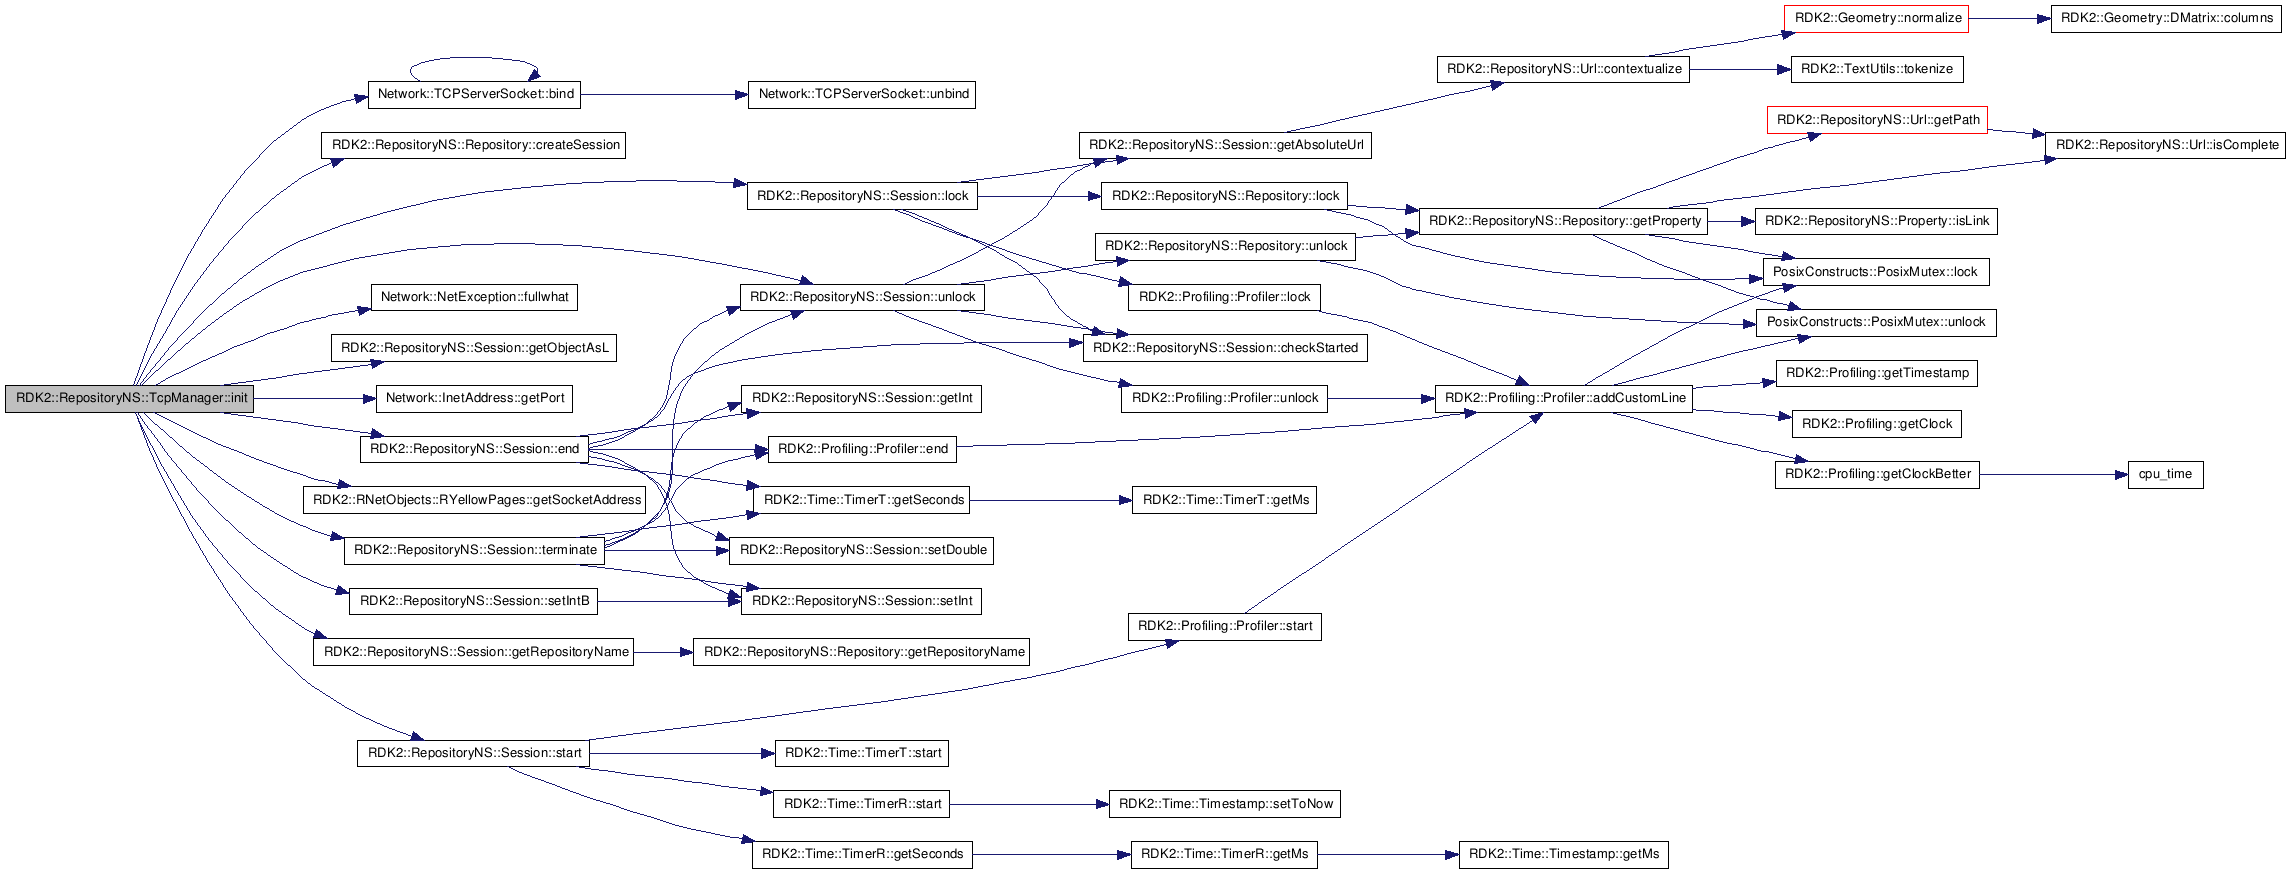 RDK2::RepositoryNS::TcpManager::init
Network::TCPServerSocket::bind
RDK2::RepositoryNS::Repository::createSession
Network::NetException::fullwhat
RDK2::RepositoryNS::Session::getObjectAsL
Network::InetAddress::getPort
RDK2::RepositoryNS::Session::end
RDK2::RNetObjects::RYellowPages::getSocketAddress
RDK2::RepositoryNS::Session::terminate
RDK2::RepositoryNS::Session::setIntB
RDK2::RepositoryNS::Session::getRepositoryName
RDK2::RepositoryNS::Session::start
Network::TCPServerSocket::unbind
RDK2::RepositoryNS::Session::lock
RDK2::RepositoryNS::Session::unlock
RDK2::RepositoryNS::Session::getInt
RDK2::Profiling::Profiler::end
RDK2::Time::TimerT::getSeconds
RDK2::RepositoryNS::Session::setDouble
RDK2::RepositoryNS::Session::setInt
RDK2::RepositoryNS::Repository::getRepositoryName
RDK2::Time::TimerT::start
RDK2::Time::TimerR::start
RDK2::Time::TimerR::getSeconds
RDK2::RepositoryNS::Session::getAbsoluteUrl
RDK2::RepositoryNS::Repository::lock
RDK2::RepositoryNS::Repository::unlock
RDK2::Profiling::Profiler::lock
RDK2::RepositoryNS::Session::checkStarted
RDK2::Profiling::Profiler::unlock
RDK2::Time::TimerT::getMs
RDK2::Profiling::Profiler::start
RDK2::Time::Timestamp::setToNow
RDK2::Time::TimerR::getMs
RDK2::RepositoryNS::Url::contextualize
RDK2::RepositoryNS::Repository::getProperty
RDK2::Profiling::Profiler::addCustomLine
RDK2::Time::Timestamp::getMs
RDK2::Geometry::normalize
RDK2::TextUtils::tokenize
RDK2::RepositoryNS::Url::getPath
RDK2::RepositoryNS::Property::isLink
PosixConstructs::PosixMutex::lock
PosixConstructs::PosixMutex::unlock
RDK2::Profiling::getTimestamp
RDK2::Profiling::getClock
RDK2::Profiling::getClockBetter
RDK2::Geometry::DMatrix::columns
RDK2::RepositoryNS::Url::isComplete
cpu_time